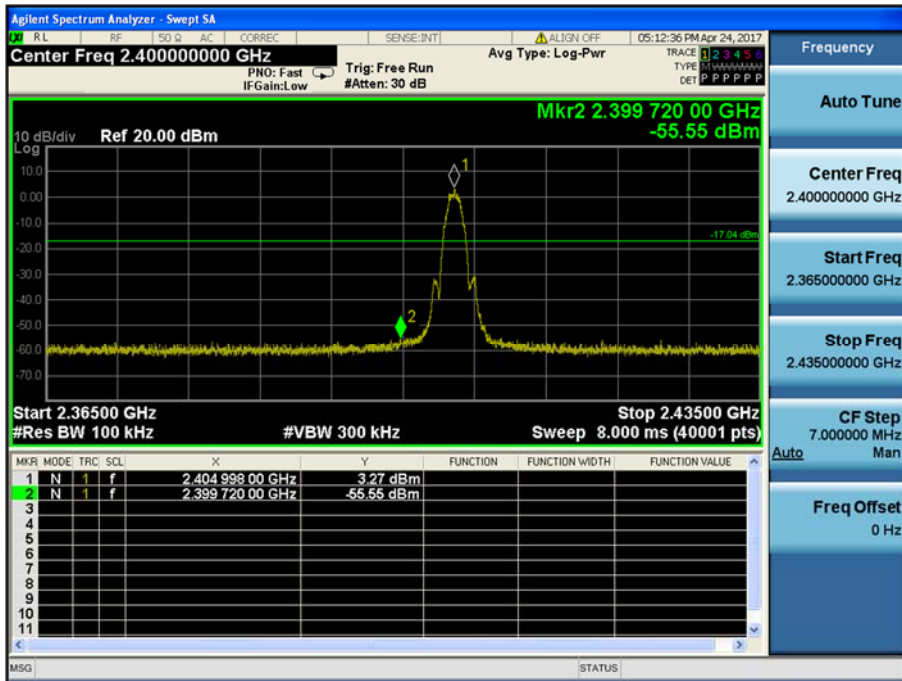 Agilent Spectrum Analyzer - Swept SA
LXI RL RF 50 Ω AC CORREC SENSE:INT ALIGN OFF 05:12:36 PM Apr 24, 2017
Center Freq 2.400000000 GHz
PNO: Fast
IFGain:Low
Trig: Free Run
#Atten: 30 dB
Avg Type: Log-Pwr
TRACE 1 2 3 4 5 6
TYPE M
DET P P P P P P
Mkr2 2.399 720 00 GHz
-55.55 dBm
10 dB/div Ref 20.00 dBm
Log
10.0
0.00
-10.0
-20.0
-30.0
-40.0
-50.0
-60.0
-70.0
1
2
-17.04 dBm
Start 2.36500 GHz Stop 2.43500 GHz
#Res BW 100 kHz #VBW 300 kHz Sweep 8.000 ms (40001 pts)
MKR MODE TRC SCL X Y FUNCTION FUNCTION WIDTH FUNCTION VALUE
1 N 1 f 2.404 998 00 GHz 3.27 dBm
2 N 1 f 2.399 720 00 GHz -55.55 dBm
3
4
5
6
7
8
9
10
11
MSG STATUS
Frequency
Auto Tune
Center Freq
2.400000000 GHz
Start Freq
2.365000000 GHz
Stop Freq
2.435000000 GHz
CF Step
7.000000 MHz
Auto Man
Freq Offset
0 Hz